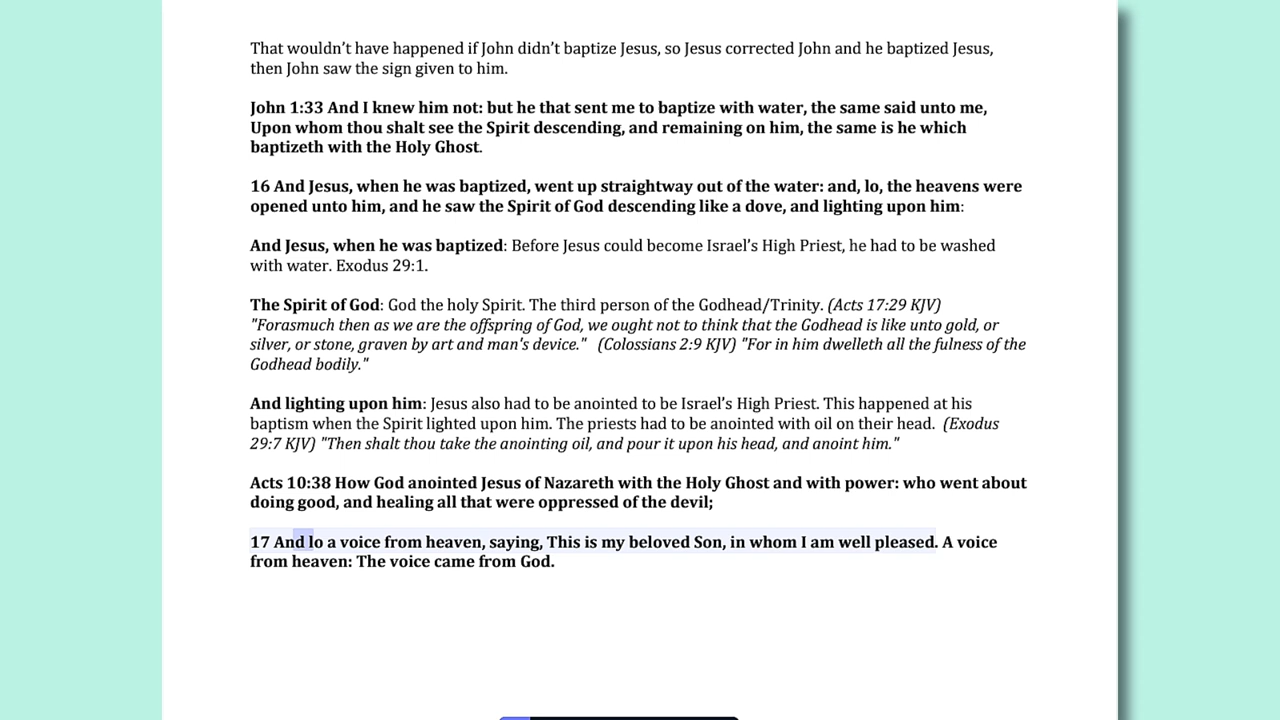 That wouldn’t have happened if John didn’t baptize Jesus, so Jesus corrected John and he baptized Jesus,
then John saw the sign given to him.
John 1:33 And I knew him not: but he that sent me to baptize with water, the same said unto me,
Upon whom thou shalt see the Spirit descending, and remaining on him, the same is he which
baptizeth with the Holy Ghost.
16 And Jesus, when he was baptized, went up straightway out of the water: and, lo, the heavens were
opened unto him, and he saw the Spirit of God descending like a dove, and lighting upon him:
And Jesus, when he was baptized: Before Jesus could become Israel’s High Priest, he had to be washed
with water. Exodus 29:1.
The Spirit of God: God the holy Spirit. The third person of the Godhead/Trinity. (Acts 17:29 KJV)
"Forasmuch then as we are the offspring of God, we ought not to think that the Godhead is like unto gold, or
silver, or stone, graven by art and man's device." (Colossians 2:9 KJV) "For in him dwelleth all the fulness of the
Godhead bodily."
And lighting upon him: Jesus also had to be anointed to be Israel’s High Priest. This happened at his
baptism when the Spirit lighted upon him. The priests had to be anointed with oil on their head. (Exodus
29:7 KJV) "Then shalt thou take the anointing oil, and pour it upon his head, and anoint him."
Acts 10:38 How God anointed Jesus of Nazareth with the Holy Ghost and with power: who went about
doing good, and healing all that were oppressed of the devil;
17 And lo a voice from heaven, saying, This is my beloved Son, in whom I am well pleased. A voice
from heaven: The voice came from God.